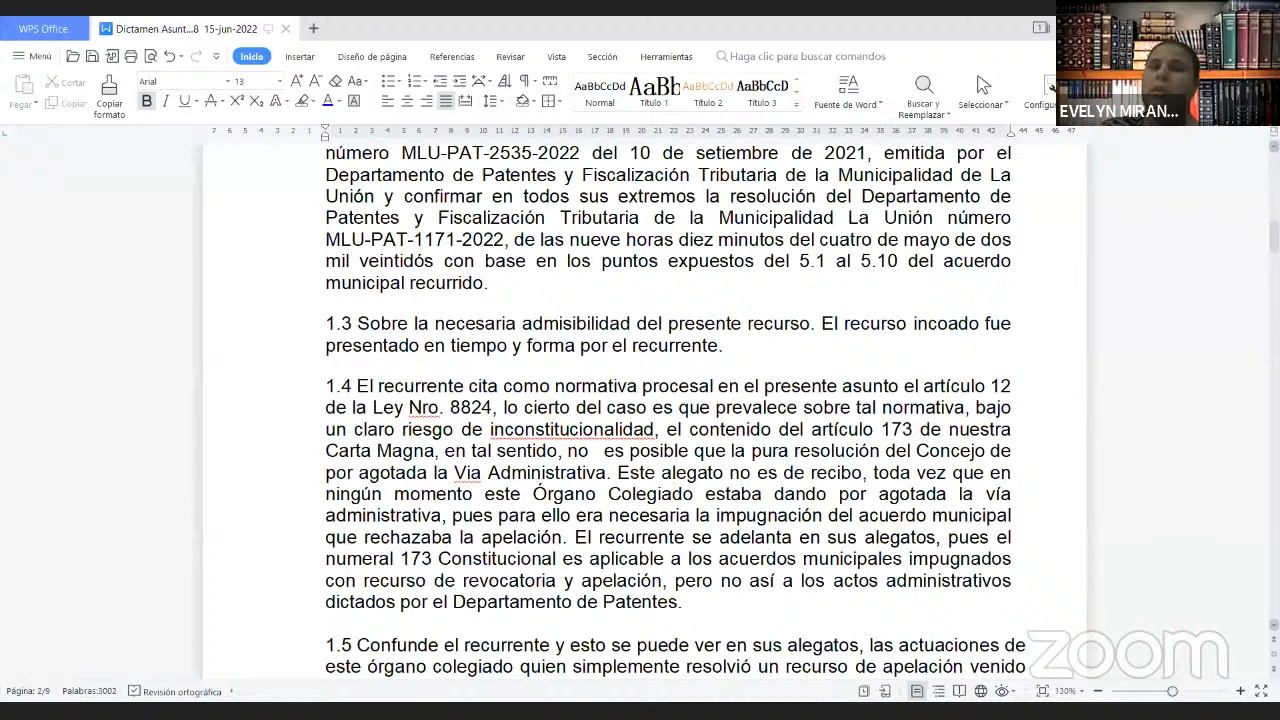 WPS Office
Dictamen Asunt...8 15-jun-2022
Menú
Inicio
Insertar
Diseño de página
Referencias
Revisar
Vista
Sección
Herramientas
Haga clic para buscar comandos
Pegar
Cortar
Copiar
Copiar formato
Arial
13
AaBbCcDd
Normal
AaBb
Título 1
AaBbCcDd
Título 2
AaBbCcD
Título 3
Fuente de Word
Buscar y Reemplazar
Seleccionar
EVELYN MIRAN...
7 6 5 4 3 2 1
número MLU-PAT-2535-2022 del 10 de setiembre de 2021, emitida por el
Departamento de Patentes y Fiscalización Tributaria de la Municipalidad de La
Unión y confirmar en todos sus extremos la resolución del Departamento de
Patentes y Fiscalización Tributaria de la Municipalidad La Unión número
MLU-PAT-1171-2022, de las nueve horas diez minutos del cuatro de mayo de dos
mil veintidós con base en los puntos expuestos del 5.1 al 5.10 del acuerdo
municipal recurrido.
1.3 Sobre la necesaria admisibilidad del presente recurso. El recurso incoado fue
presentado en tiempo y forma por el recurrente.
1.4 El recurrente cita como normativa procesal en el presente asunto el artículo 12
de la Ley Nro. 8824, lo cierto del caso es que prevalece sobre tal normativa, bajo
un claro riesgo de inconstitucionalidad, el contenido del artículo 173 de nuestra
Carta Magna, en tal sentido, no es posible que la pura resolución del Concejo de
por agotada la Via Administrativa. Este alegato no es de recibo, toda vez que en
ningún momento este Órgano Colegiado estaba dando por agotada la vía
administrativa, pues para ello era necesaria la impugnación del acuerdo municipal
que rechazaba la apelación. El recurrente se adelanta en sus alegatos, pues el
numeral 173 Constitucional es aplicable a los acuerdos municipales impugnados
con recurso de revocatoria y apelación, pero no así a los actos administrativos
dictados por el Departamento de Patentes.
1.5 Confunde el recurrente y esto se puede ver en sus alegatos, las actuaciones de
este órgano colegiado quien simplemente resolvió un recurso de apelación venido
zoom
Página: 2/9
Palabras:3002
Revisión ortográfica
130%